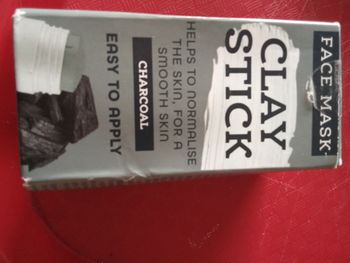 FACE MASK
CLAY
STICK
HELPS TO NORMALISE
THE SKIN, FOR A
SMOOTH SKIN
CHARCOAL
EASY TO APPLY